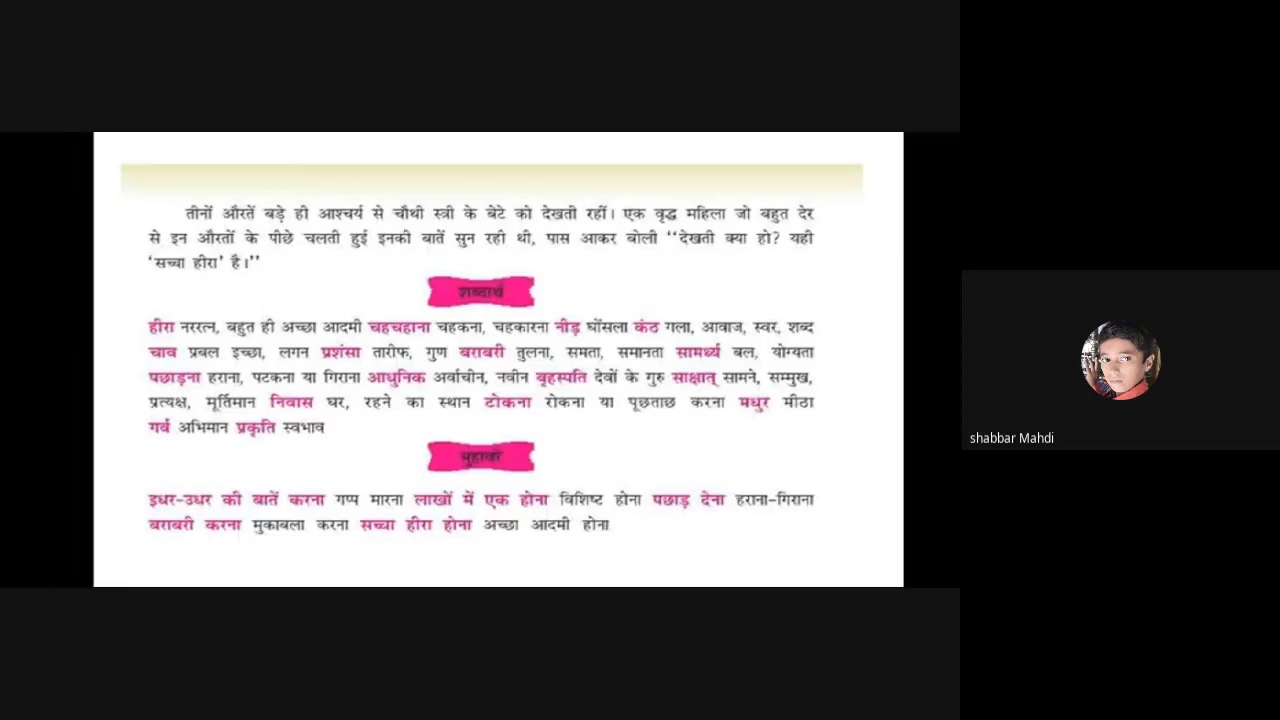 तीनों औरतें बड़े ही आश्चर्य से चौथी स्त्री के बेटे को देखती रहीं। एक वृद्ध महिला जो बहुत देर
से इन औरतों के पीछे चलती हुई इनकी बातें सुन रही थी, पास आकर बोली ‘‘देखती क्या हो? यही
‘सच्चा हीरा’ है।’’
शब्दार्थ
हीरा नररत्न, बहुत ही अच्छा आदमी चहचहाना चहकना, चहकारना नीड़ घोंसला कंठ गला, आवाज, स्वर, शब्द
चाव प्रबल इच्छा, लगन प्रशंसा तारीफ, गुण बराबरी तुलना, समता, समानता सामर्थ्य बल, योग्यता
पछाड़ना हराना, पटकना या गिराना आधुनिक अर्वाचीन, नवीन बृहस्पति देवों के गुरु साक्षात् सामने, सम्मुख,
प्रत्यक्ष, मूर्तिमान निवास घर, रहने का स्थान टोकना रोकना या पूछताछ करना मधुर मीठा
गर्व अभिमान प्रकृति स्वभाव
मुहावरे
इधर-उधर की बातें करना गप्प मारना लाखों में एक होना विशिष्ट होना पछाड़ देना हराना-गिराना
बराबरी करना मुकाबला करना सच्चा हीरा होना अच्छा आदमी होना
shabbar Mahdi